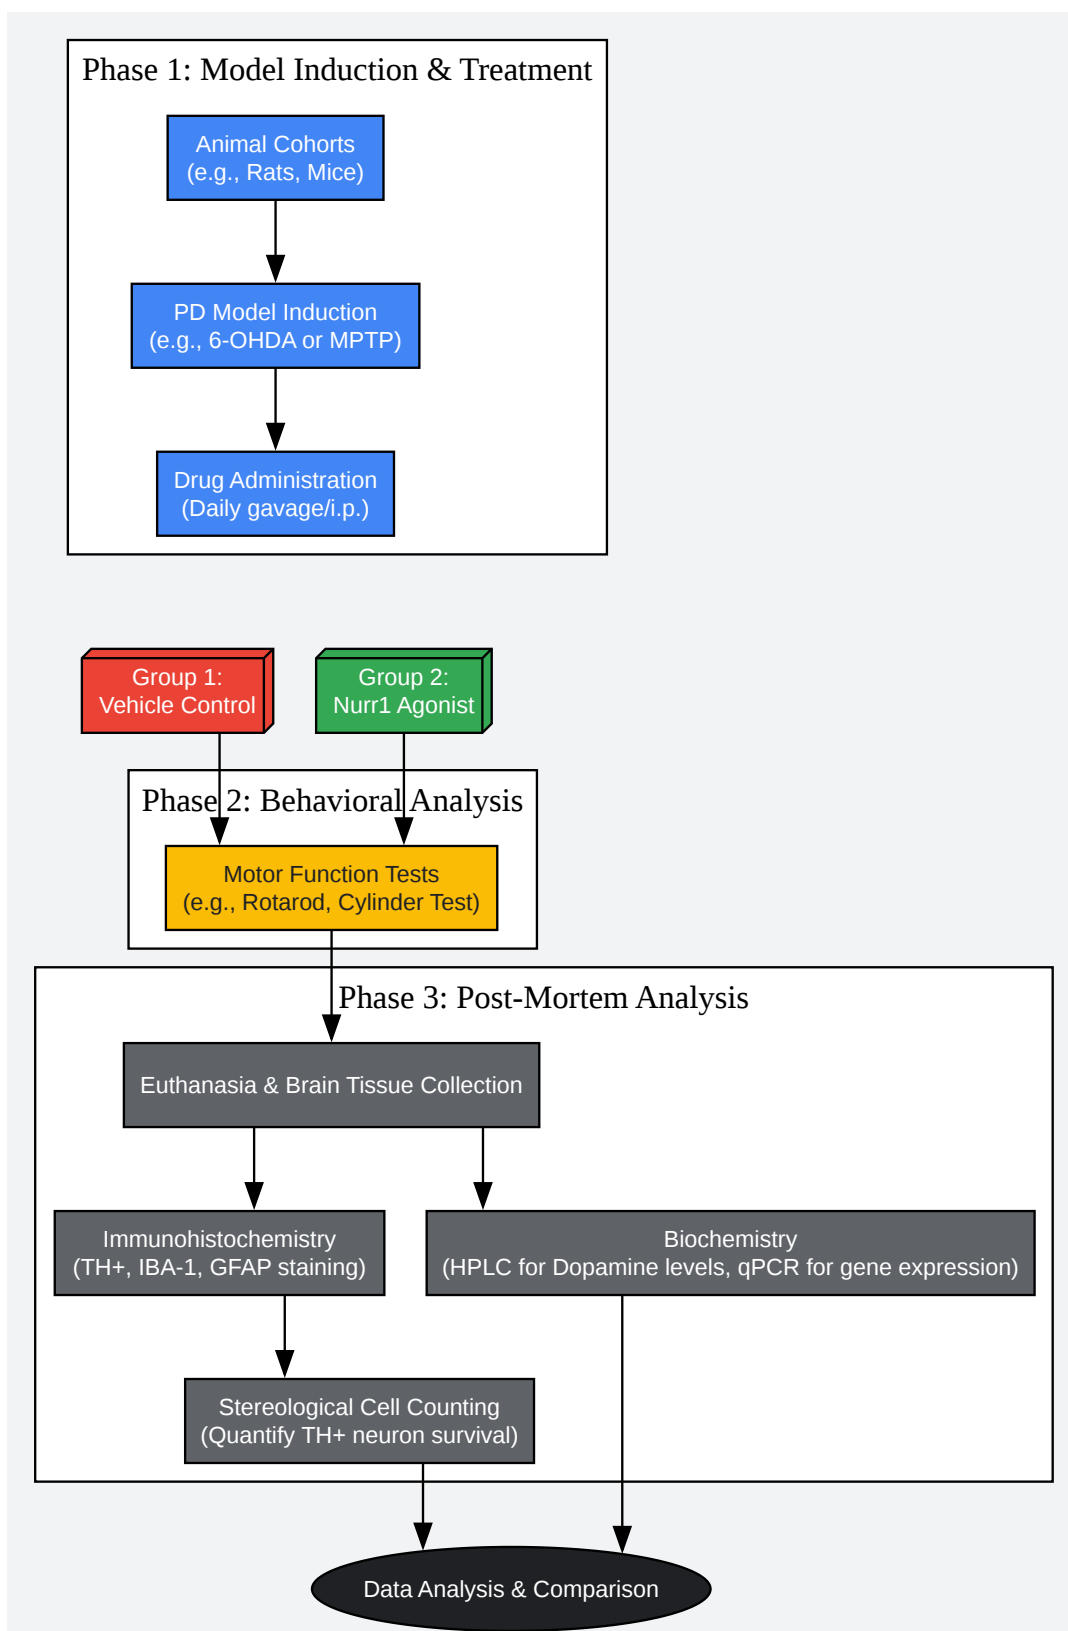 Phase 1: Model Induction & Treatment
Animal Cohorts
(e.g., Rats, Mice)
PD Model Induction
(e.g., 6-OHDA or MPTP)
Drug Administration
(Daily gavage/i.p.)
Group 1:
Vehicle Control
Group 2:
Nurr1 Agonist
Phase 2: Behavioral Analysis
Motor Function Tests
(e.g., Rotarod, Cylinder Test)
Phase 3: Post-Mortem Analysis
Euthanasia & Brain Tissue Collection
Immunohistochemistry
(TH+, IBA-1, GFAP staining)
Biochemistry
(HPLC for Dopamine levels, qPCR for gene expression)
Stereological Cell Counting
(Quantify TH+ neuron survival)
Data Analysis & Comparison